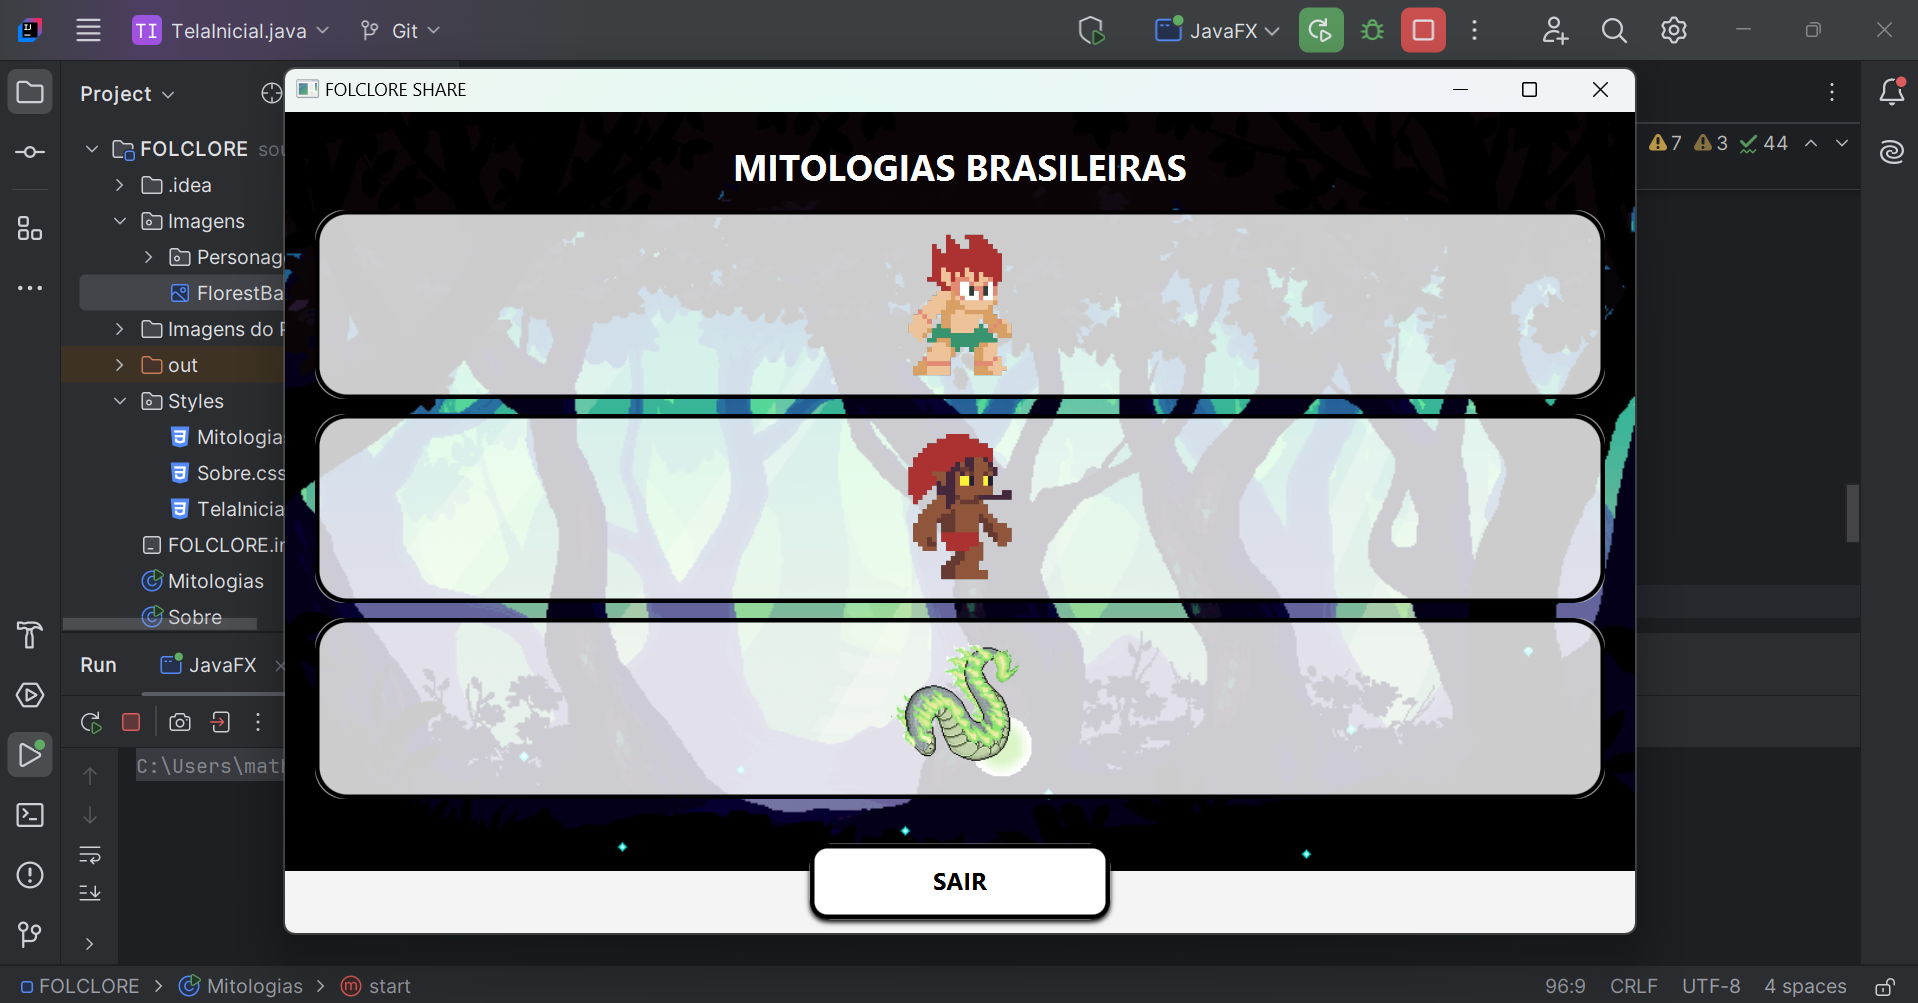 TI TelaInicial.java Git JavaFX
Project
FOLCLORE SHARE
7 3 44
FOLCLORE sou
.idea
Imagens
Personag
FlorestBa
Imagens do P
out
Styles
Mitologia
Sobre.css
TelaInicia
FOLCLORE.i
Mitologias
Sobre
MITOLOGIAS BRASILEIRAS
SAIR
Run JavaFX
C:\Users\mat
FOLCLORE Mitologias m start
96:9 CRLF UTF-8 4 spaces